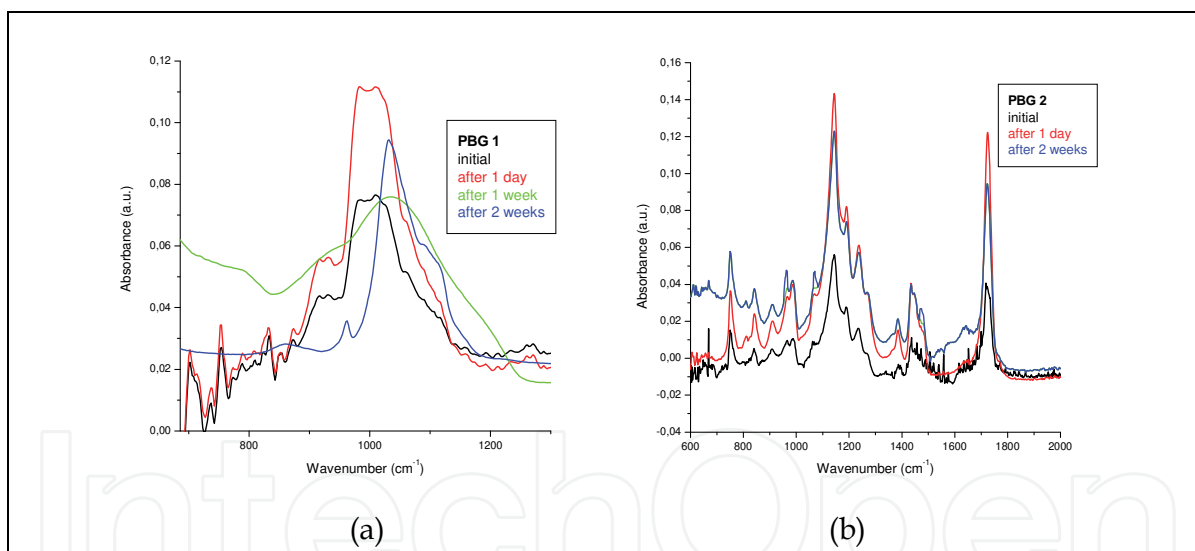 0,12
0,10
0,08
0,06
0,04
0,02
0,00
Absorbance (a.u.)
800
1000
1200
Wavenumber (cm⁻¹)
PBG 1
initial
after 1 day
after 1 week
after 2 weeks
(a)
0,16
0,14
0,12
0,10
0,08
0,06
0,04
0,02
0,00
-0,02
-0,04
Absorbance (a.u.)
600
800
1000
1200
1400
1600
1800
2000
Wavenumber (cm⁻¹)
PBG 2
initial
after 1 day
after 2 weeks
(b)
IntechOpen